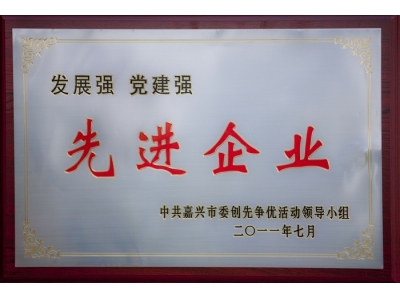 发展强 党建强
先进企业
中共嘉兴市委创先争优活动领导小组
二〇一一年七月